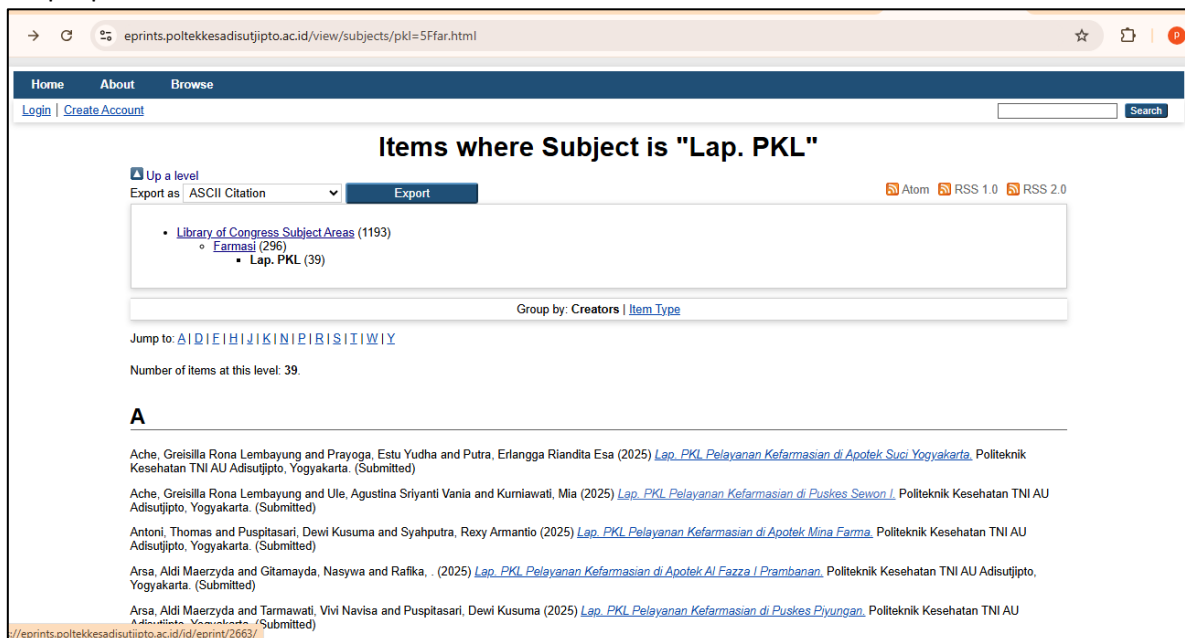 eprints.poltekkesadisutjipto.ac.id/view/subjects/pkl=5Ffar.html
Home About Browse
Login | Create Account Search
Items where Subject is "Lap. PKL"
Up a level
Export as ASCII Citation Export Atom RSS 1.0 RSS 2.0
• Library of Congress Subject Areas (1193)
○ Farmasi (296)
▪ Lap. PKL (39)
Group by: Creators | Item Type
Jump to: A | D | F | H | J | K | N | P | R | S | T | W | Y
Number of items at this level: 39.
A
Ache, Greisilla Rona Lembayung and Prayoga, Estu Yudha and Putra, Erlangga Riandita Esa (2025) Lap. PKL Pelayanan Kefarmasian di Apotek Suci Yogyakarta. Politeknik
Kesehatan TNI AU Adisutjipto, Yogyakarta. (Submitted)
Ache, Greisilla Rona Lembayung and Ule, Agustina Sriyanti Vania and Kurniawati, Mia (2025) Lap. PKL Pelayanan Kefarmasian di Puskes Sewon I. Politeknik Kesehatan TNI AU
Adisutjipto, Yogyakarta. (Submitted)
Antoni, Thomas and Puspitasari, Dewi Kusuma and Syahputra, Rexy Armantio (2025) Lap. PKL Pelayanan Kefarmasian di Apotek Mina Farma. Politeknik Kesehatan TNI AU
Adisutjipto, Yogyakarta. (Submitted)
Arsa, Aldi Maerzyda and Gitamayda, Nasywa and Rafika, . (2025) Lap. PKL Pelayanan Kefarmasian di Apotek Al Fazza I Prambanan. Politeknik Kesehatan TNI AU Adisutjipto,
Yogyakarta. (Submitted)
Arsa, Aldi Maerzyda and Tarmawati, Vivi Navisa and Puspitasari, Dewi Kusuma (2025) Lap. PKL Pelayanan Kefarmasian di Puskes Piyungan. Politeknik Kesehatan TNI AU
(Submitted)
://eprints.poltekkesadisutjipto.ac.id/id/eprint/2663/